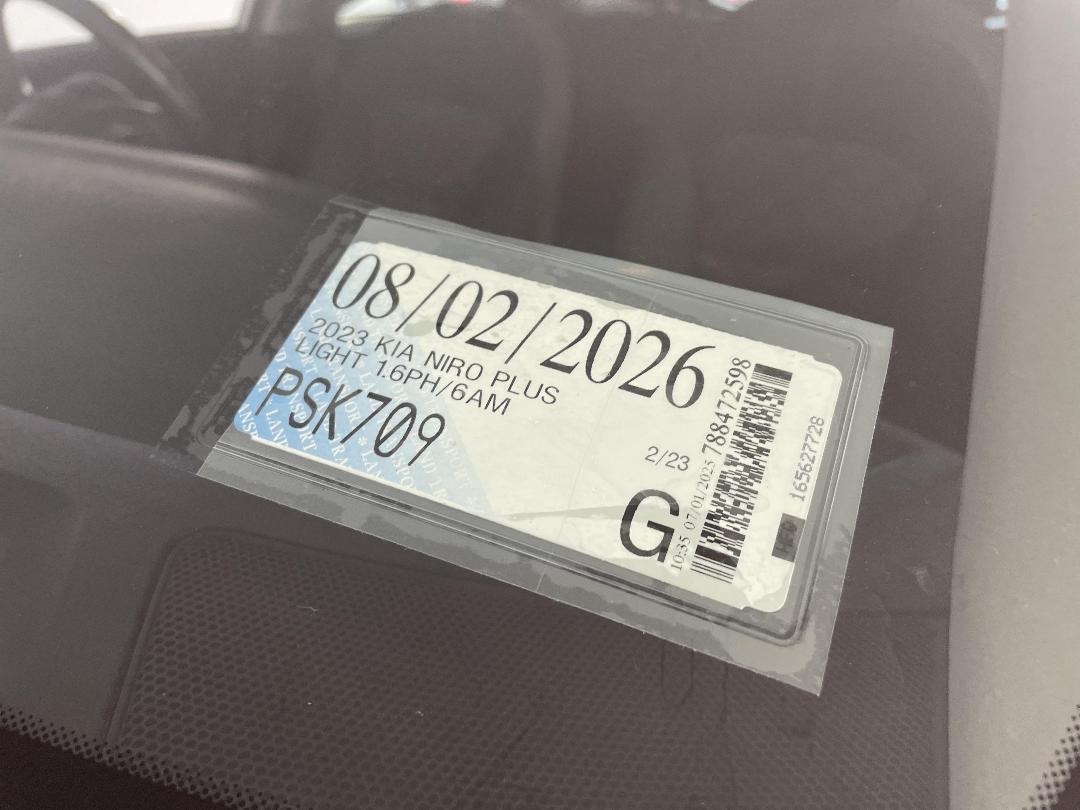 08/02/2026
2023 KIA NIRO PLUS
LIGHT 1.6PH/6AM
PSK709
2/23
G
10:35 07/01/2025 788472598
165627728